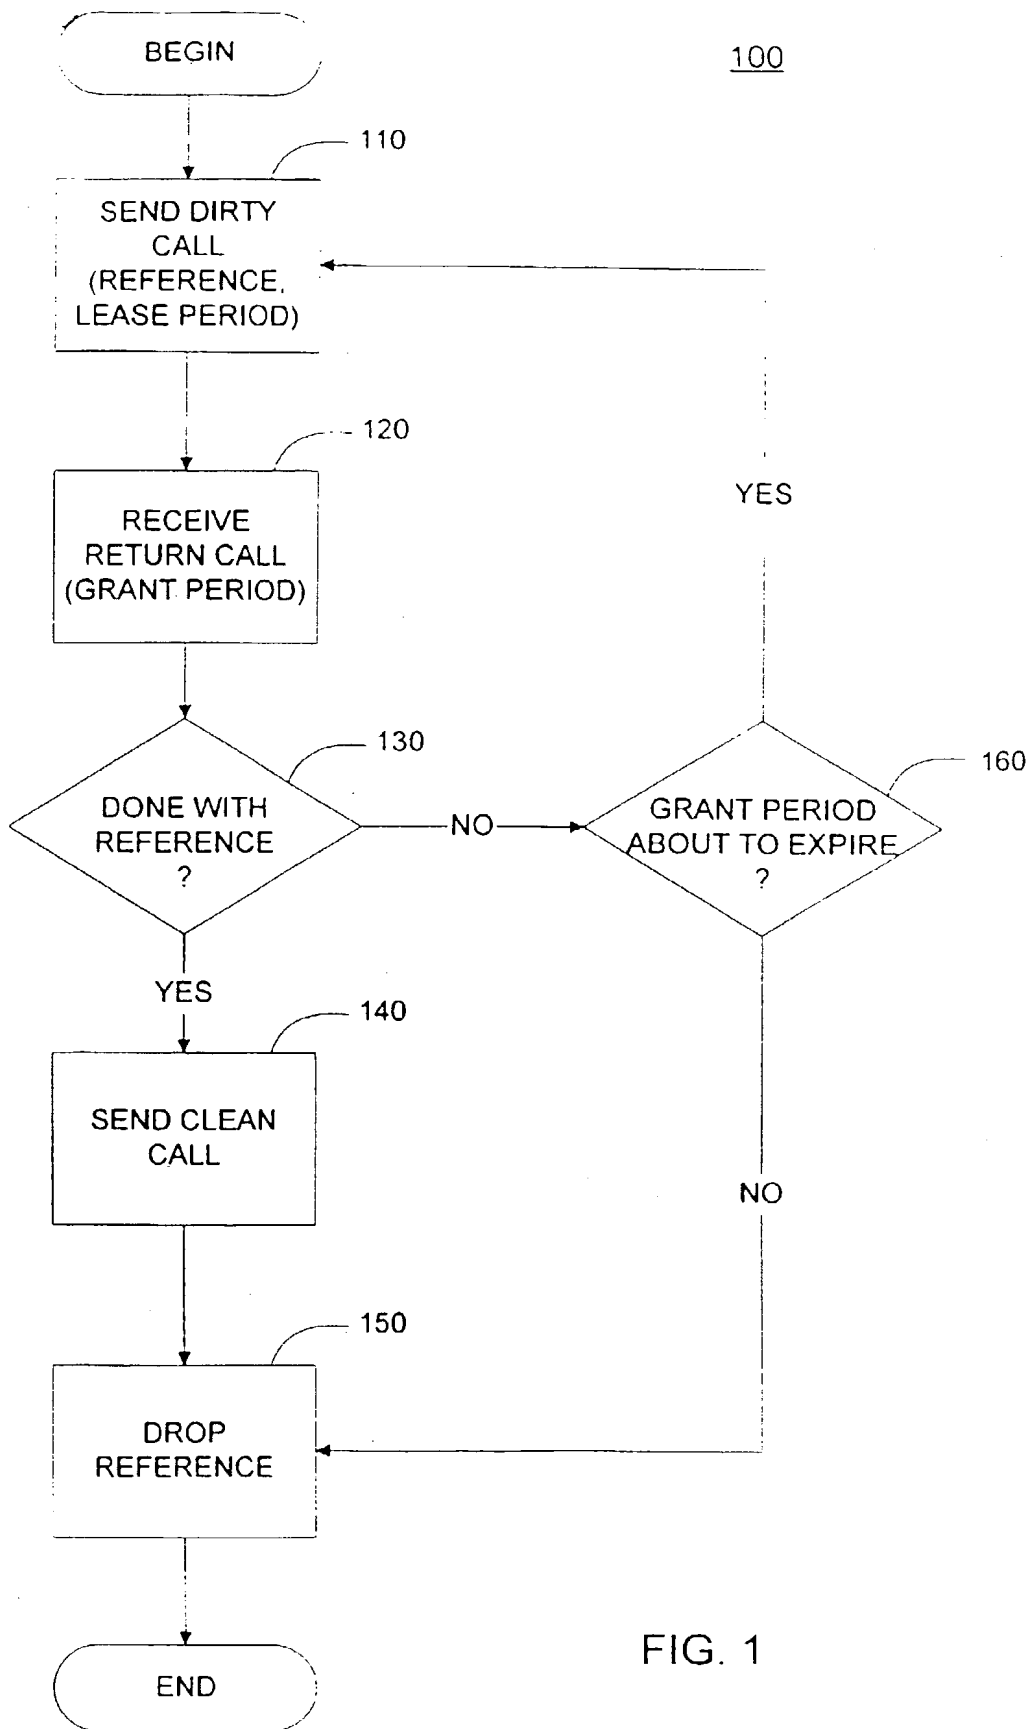 BEGIN
100
110
SEND DIRTY
CALL
(REFERENCE,
LEASE PERIOD)
120
RECEIVE
RETURN CALL
(GRANT PERIOD)
YES
130
DONE WITH
REFERENCE
?
NO
160
GRANT PERIOD
ABOUT TO EXPIRE
?
YES
140
SEND CLEAN
CALL
NO
150
DROP
REFERENCE
END
FIG. 1